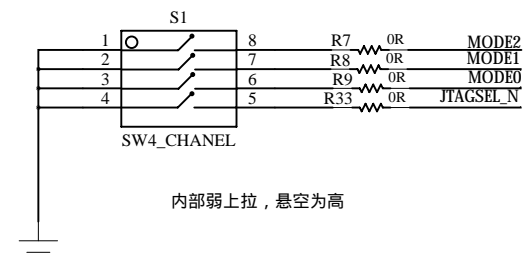 S1
1 8 R7 0R MODE2
2 7 R8 0R MODE1
3 6 R9 0R MODE0
4 5 R33 0R JTAGSEL_N
SW4_CHANEL
内部弱上拉，悬空为高